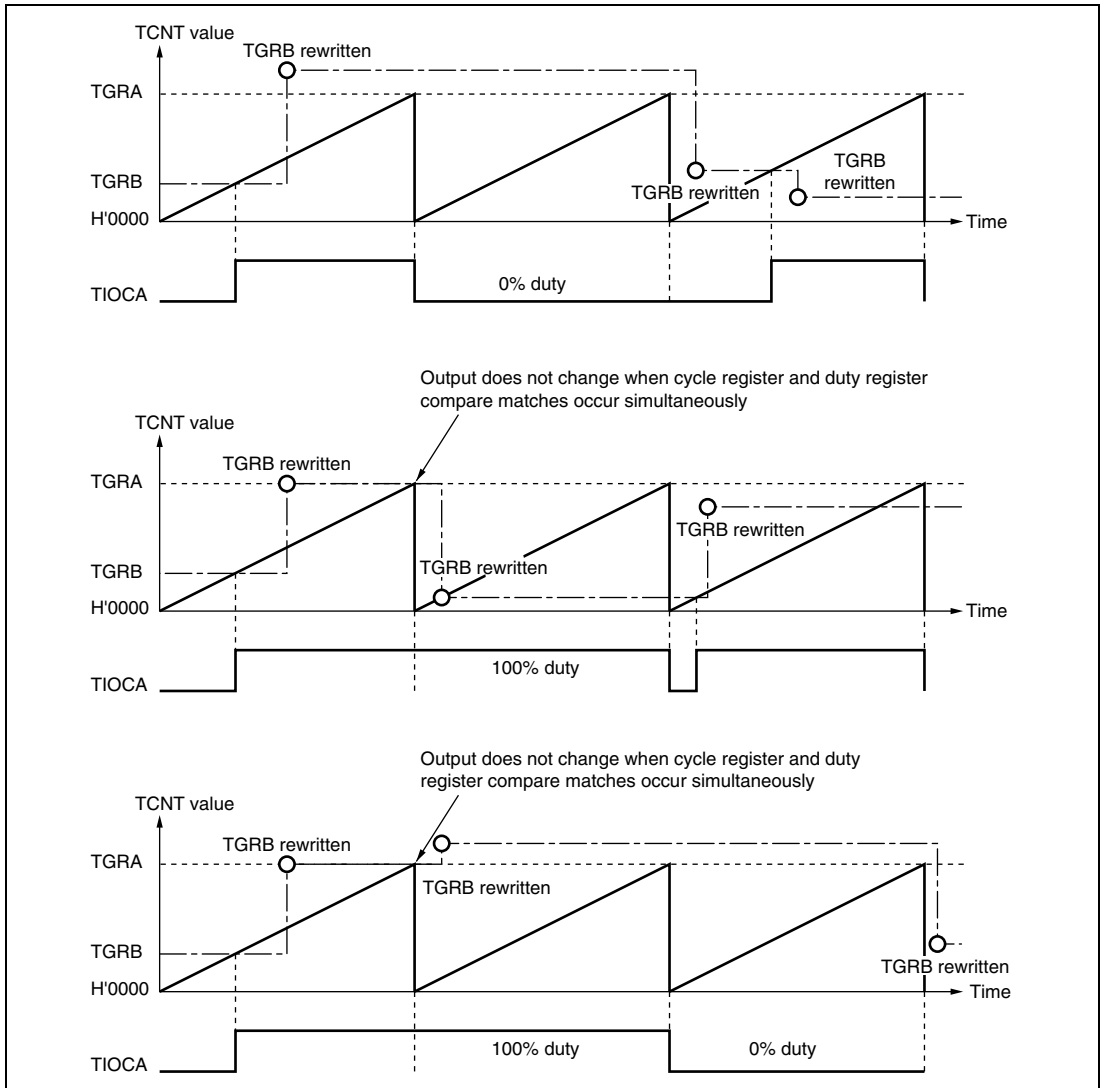 TCNT value
TGRB rewritten
TGRA
TGRB
rewritten
TGRB
TGRB rewritten
H'0000
Time
0% duty
TIOCA
Output does not change when cycle register and duty register
compare matches occur simultaneously
TCNT value
TGRB rewritten
TGRA
TGRB rewritten
TGRB rewritten
TGRB
H'0000
Time
100% duty
TIOCA
Output does not change when cycle register and duty
register compare matches occur simultaneously
TCNT value
TGRB rewritten
TGRA
TGRB rewritten
TGRB
TGRB rewritten
H'0000
Time
100% duty
0% duty
TIOCA